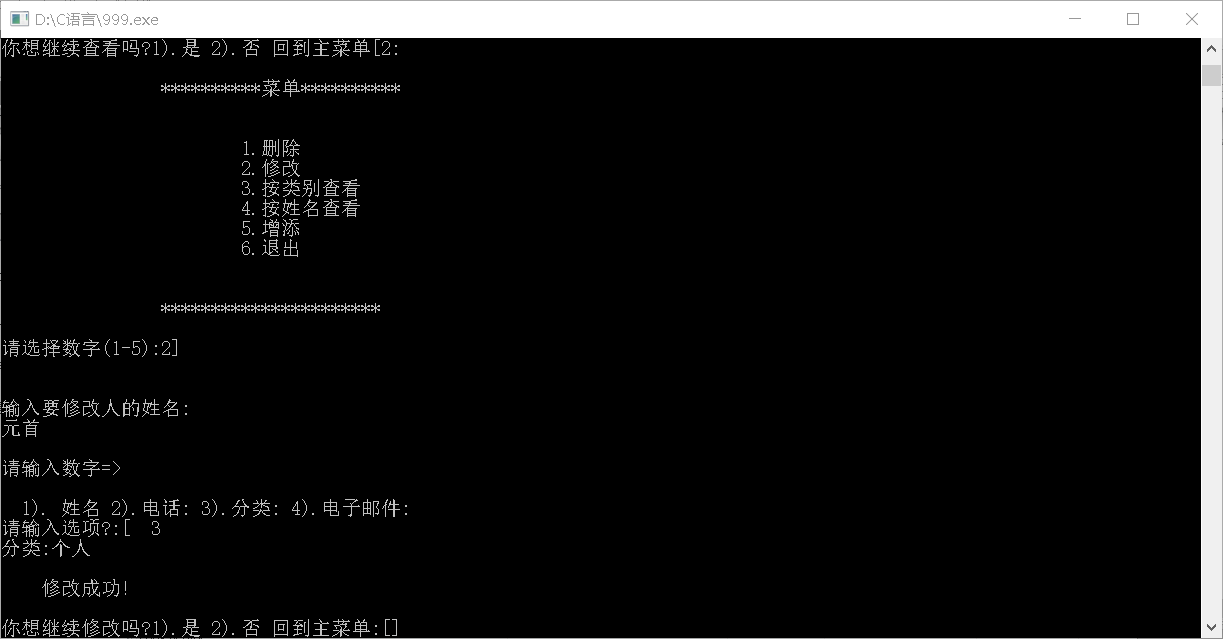 D:\C语言\999.exe
你想继续查看吗?1).是 2).否 回到主菜单[2:
**********菜单**********
1.删除
2.修改
3.按类别查看
4.按姓名查看
5.增添
6.退出
**********************
请选择数字(1-5):2]
输入要修改人的姓名:
元首
请输入数字=>
1). 姓名 2).电话: 3).分类: 4).电子邮件:
请输入选项?:[  3
分类:个人
修改成功!
你想继续修改吗?1).是 2).否 回到主菜单:[]